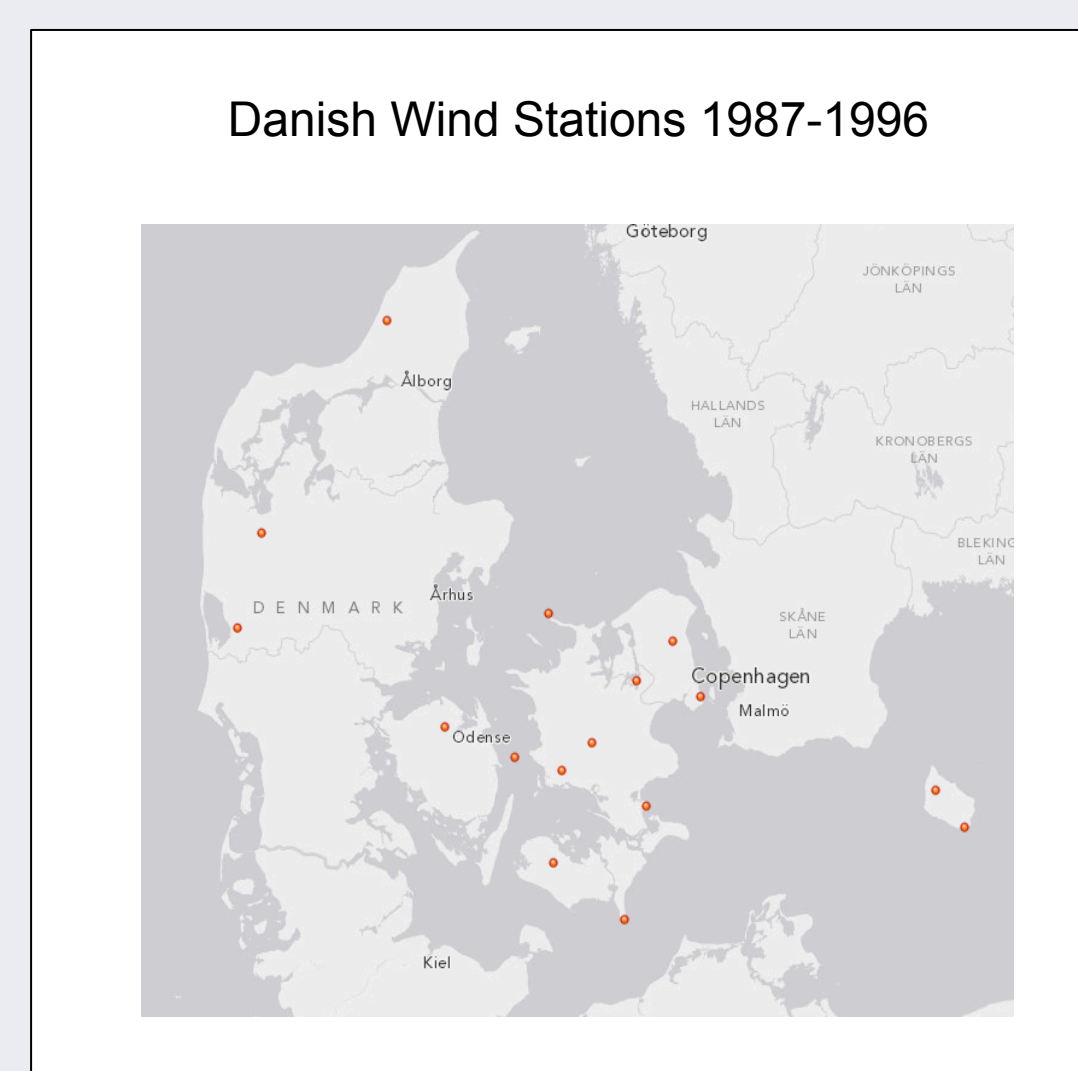 Danish Wind Stations 1987-1996
Göteborg
JÖNKÖPINGS
LÄN
Ålborg
HALLANDS
LÄN
KRONOBERGS
LÄN
BLEKING
LÄN
Århus
DENMARK
SKÅNE
LÄN
Copenhagen
Malmö
Odense
Kiel